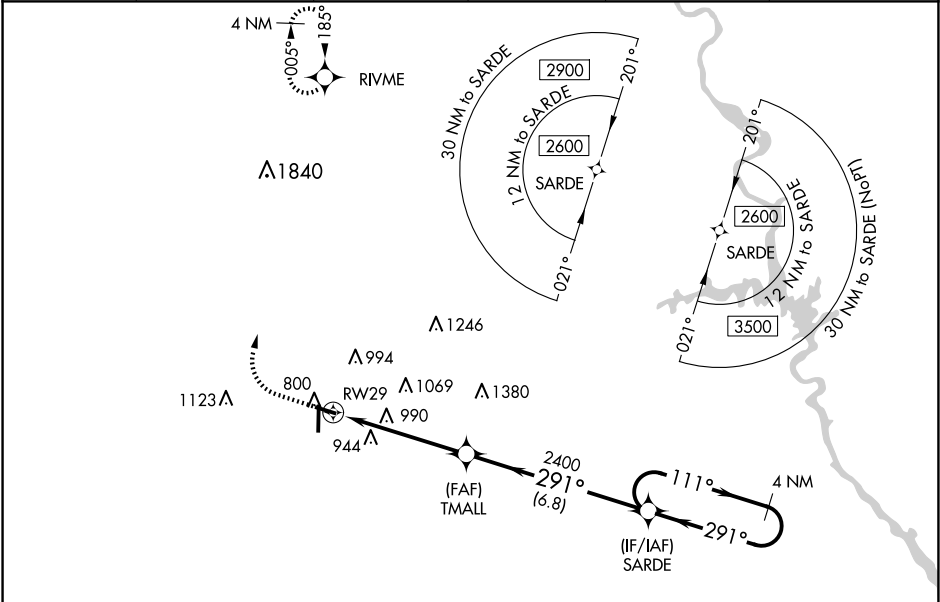 4 NM
185°
005°
RIVME
1840
30 NM to SARDE
2900
201°
12 NM to SARDE
2600
SARDE
021°
201°
2600
12 NM to SARDE
SARDE
30 NM to SARDE (NoPT)
021°
3500
1246
994
1123
800
RW29
1069
1380
990
944
2400
291°
(6.8)
(FAF)
TMALL
111°
4 NM
291°
(IF/IAF)
SARDE